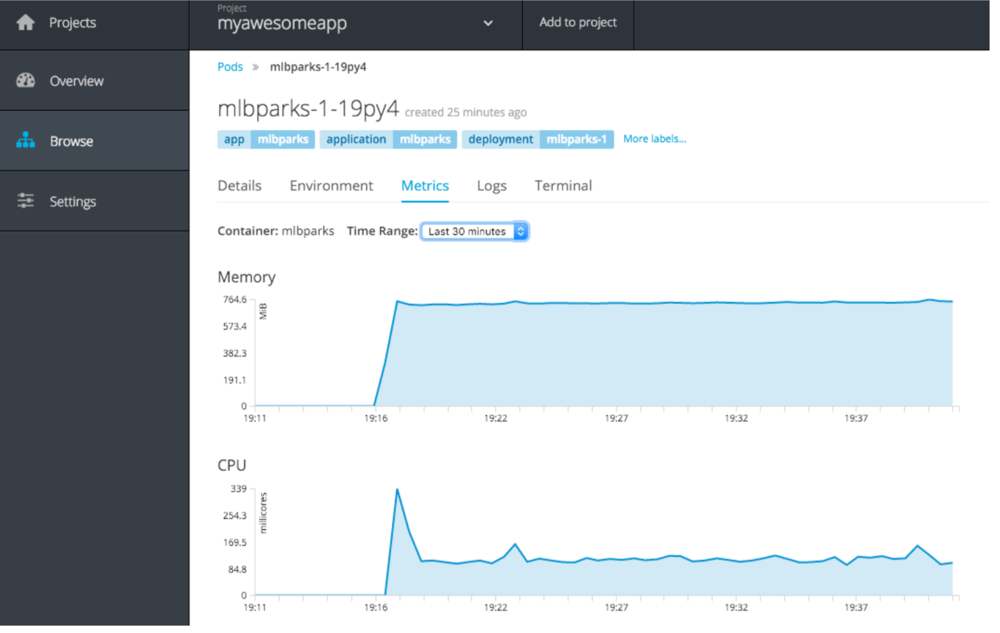 Projects
Project
myawesomeapp
Add to project
Overview
Browse
Settings
Pods » mlbparks-1-19py4
mlbparks-1-19py4 created 25 minutes ago
app mlbparks application mlbparks deployment mlbparks-1 More labels...
Details Environment Metrics Logs Terminal
Container: mlbparks Time Range: Last 30 minutes
Memory
764.6
573.4
382.3
191.1
0
MiB
19:11 19:16 19:22 19:27 19:32 19:37
CPU
339
254.3
169.5
84.8
0
millicores
19:11 19:16 19:22 19:27 19:32 19:37